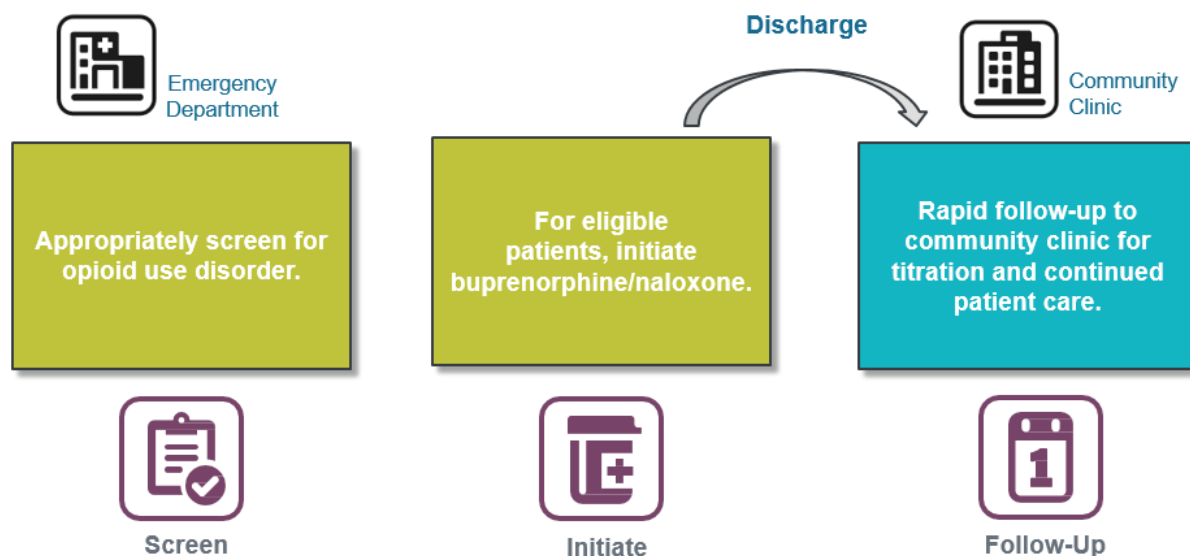 Discharge
Emergency
Department
Community
Clinic
Appropriately screen for
opioid use disorder.
For eligible
patients, initiate
buprenorphine/naloxone.
Rapid follow-up to
community clinic for
titration and continued
patient care.
1
Screen
Initiate
Follow-Up